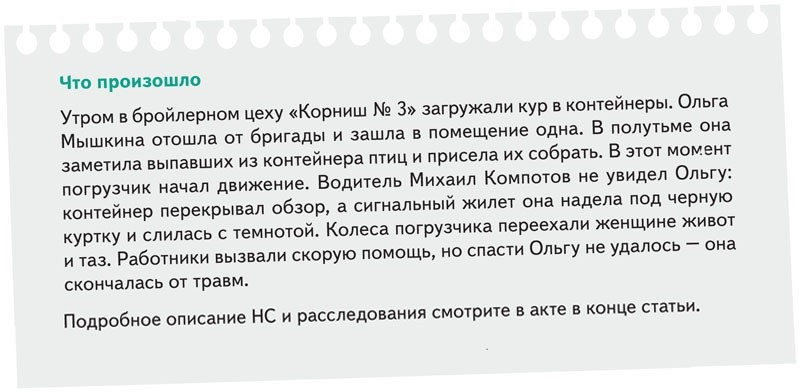 Что произошло
Утром в бройлерном цеху «Корниш № 3» загружали кур в контейнеры. Ольга
Мышкина отошла от бригады и зашла в помещение одна. В полутьме она
заметила выпавших из контейнера птиц и присела их собрать. В этот момент
погрузчик начал движение. Водитель Михаил Компотов не увидел Ольгу:
контейнер перекрывал обзор, а сигнальный жилет она надела под черную
куртку и слилась с темнотой. Колеса погрузчика переехали женщине живот
и таз. Работники вызвали скорую помощь, но спасти Ольгу не удалось — она
скончалась от травм.
Подробное описание НС и расследования смотрите в акте в конце статьи.